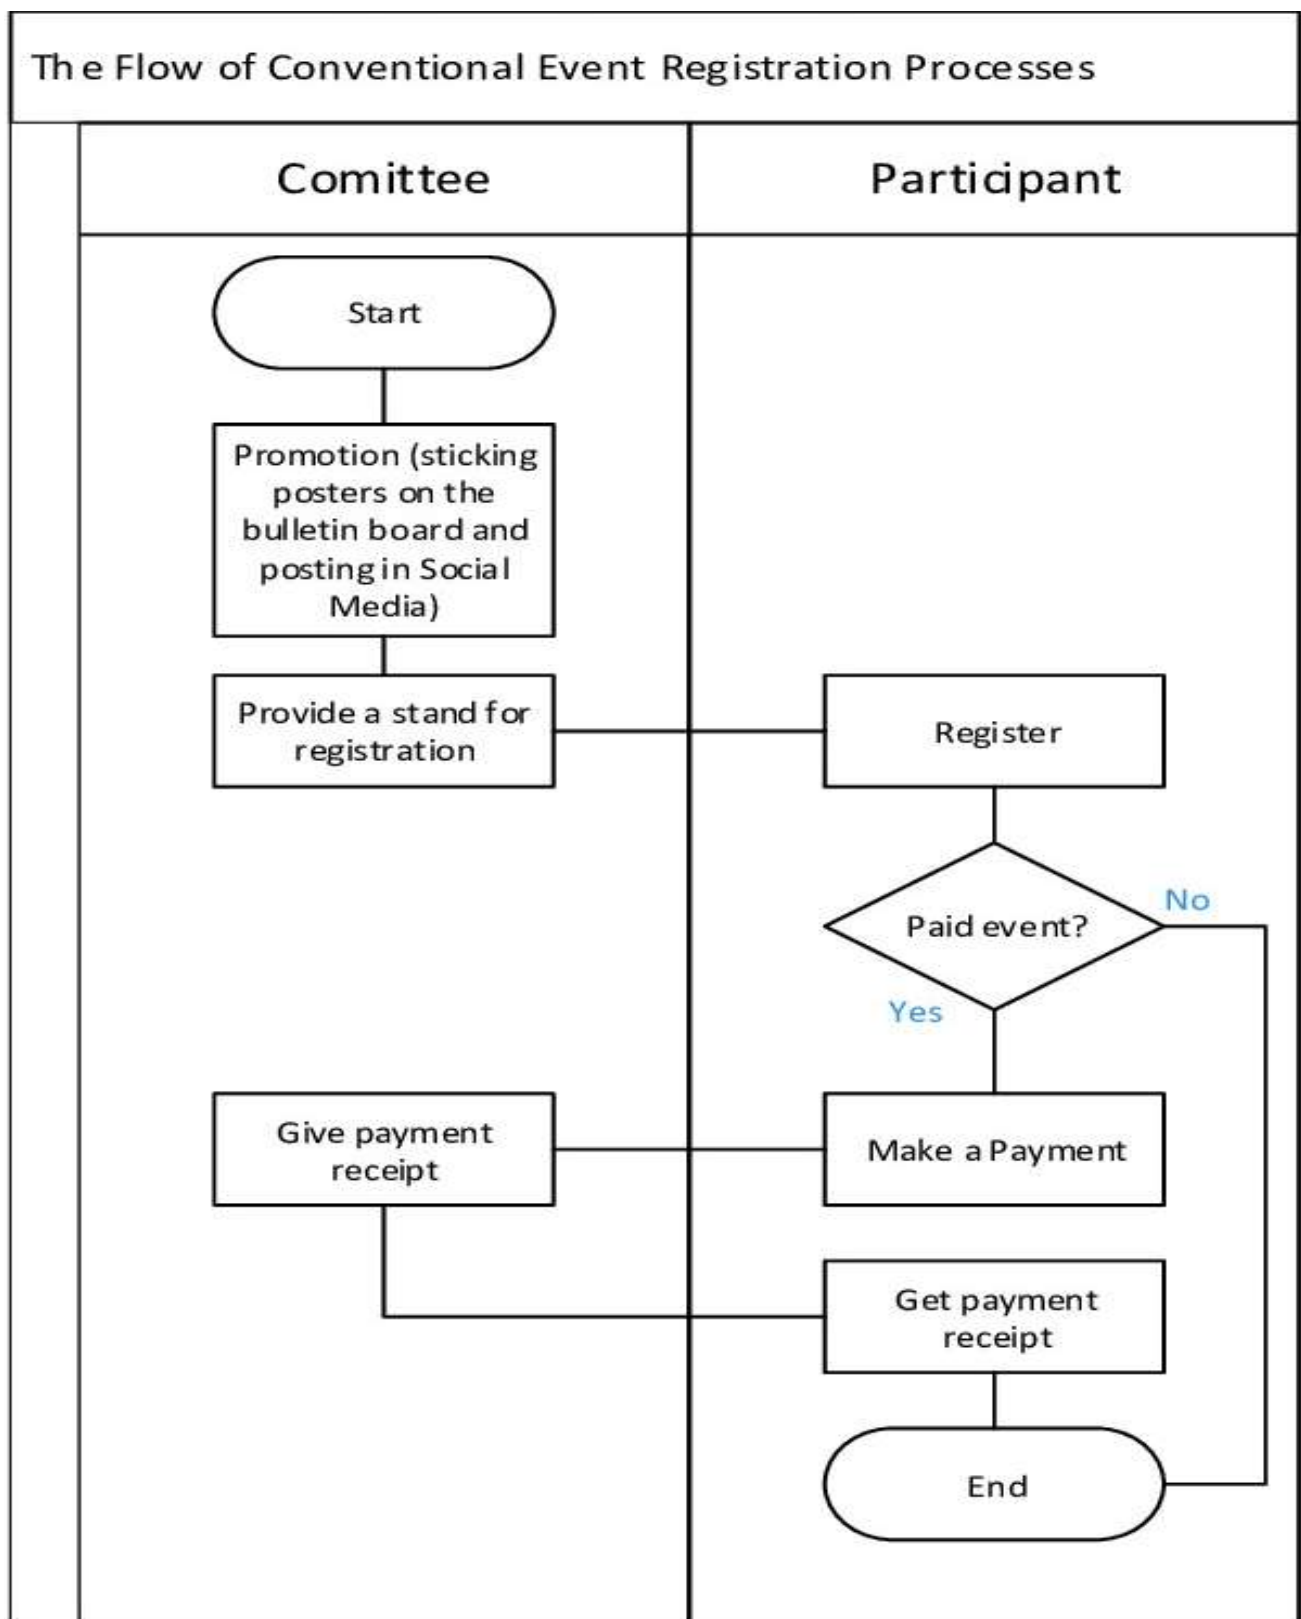 The Flow of Conventional Event Registration Processes
Comittee
Participant
Start
Promotion (sticking
posters on the
bulletin board and
posting in Social
Media)
Provide a stand for
registration
Register
Paid event?
No
Yes
Make a Payment
Give payment
receipt
Get payment
receipt
End